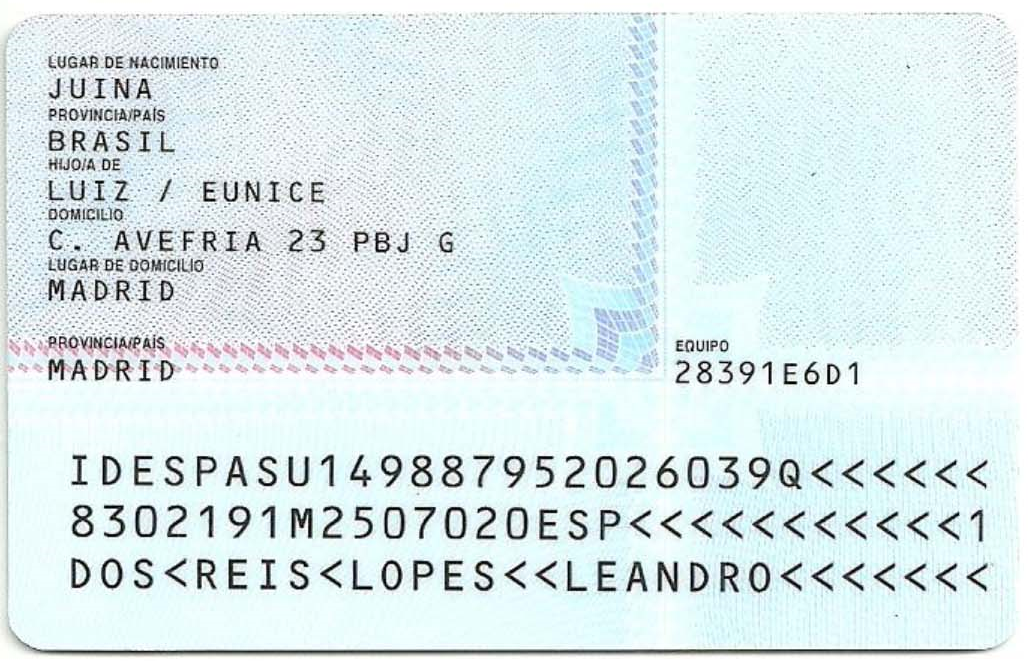 LUGAR DE NACIMIENTO
JUINA
PROVINCIA/PAÍS
BRASIL
HIJO/A DE
LUIZ / EUNICE
DOMICILIO
C. AVEFRIA 23 PBJ G
LUGAR DE DOMICILIO
MADRID
PROVINCIA/PAÍS
MADRID
EQUIPO
28391E6D1
IDESPASU149887952026039Q<<<<<<
8302191M2507020ESP<<<<<<<<<<<1
DOS<REIS<LOPES<<LEANDRO<<<<<<<